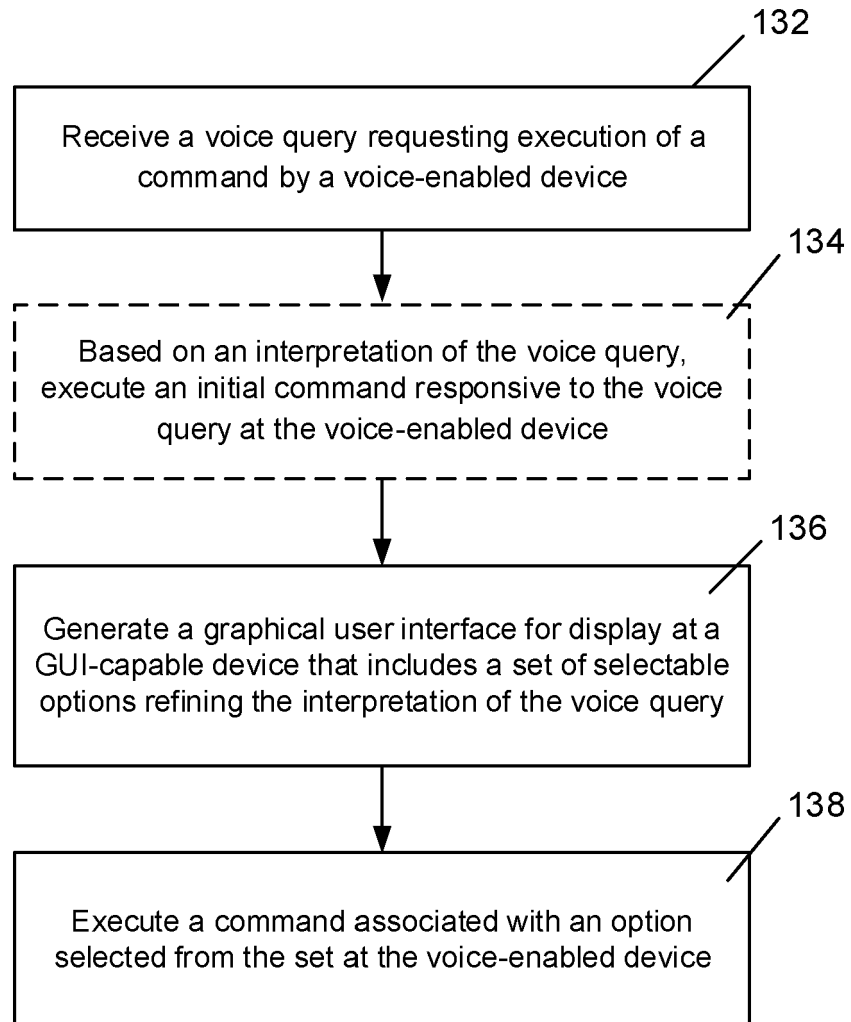 132
Receive a voice query requesting execution of a
command by a voice-enabled device
134
Based on an interpretation of the voice query,
execute an initial command responsive to the voice
query at the voice-enabled device
136
Generate a graphical user interface for display at a
GUI-capable device that includes a set of selectable
options refining the interpretation of the voice query
138
Execute a command associated with an option
selected from the set at the voice-enabled device